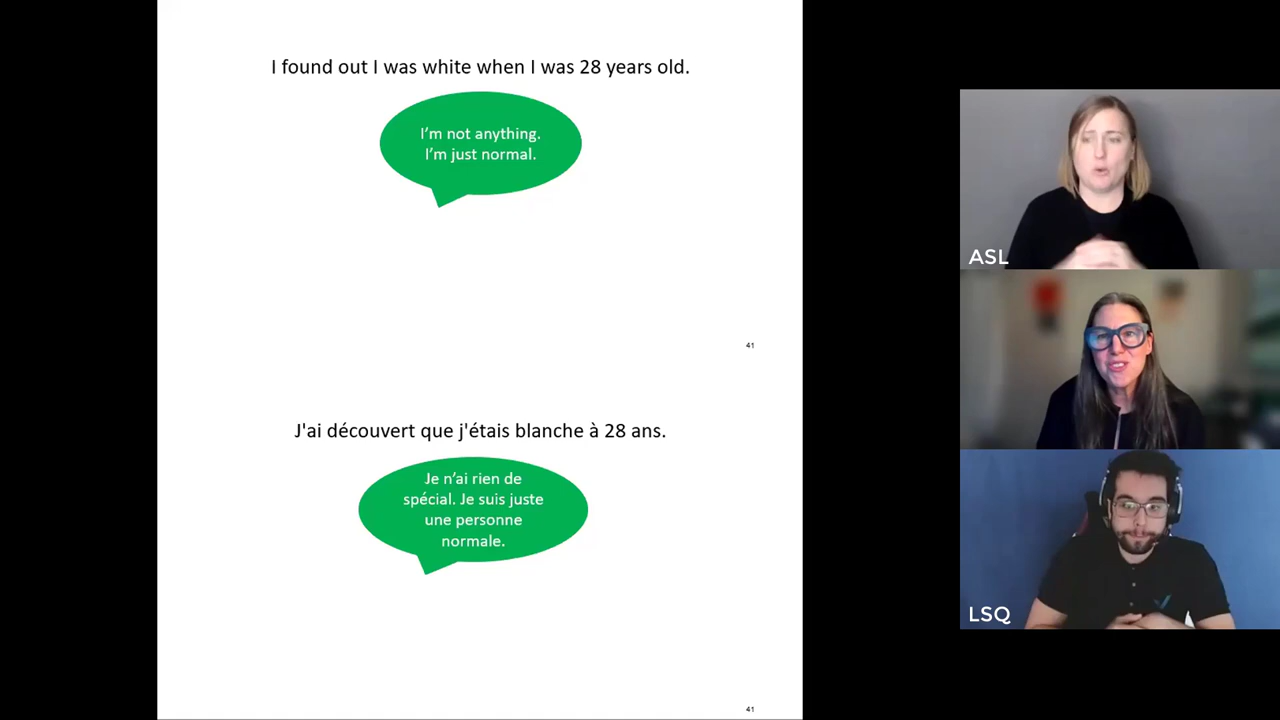 I found out I was white when I was 28 years old.
I’m not anything.
I’m just normal.
41
J'ai découvert que j'étais blanche à 28 ans.
Je n’ai rien de
spécial. Je suis juste
une personne
normale.
41
ASL
LSQ